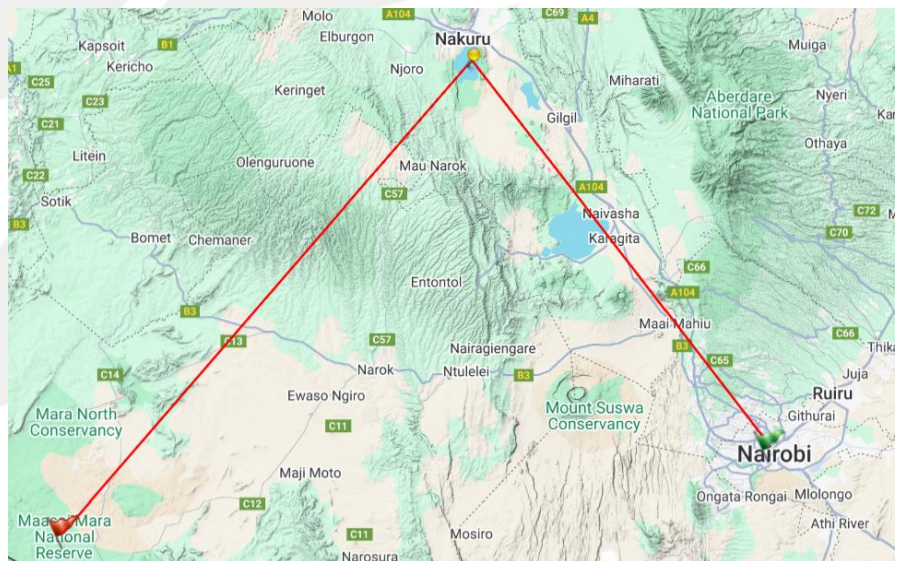 Molo
A104
C69
A4
Elburgon
Nakuru
Kapsoit
B1
Muiga
Kericho
Njoro
Miharati
C25
Keringet
Aberdare
National Park
Nyeri
C23
Gilgil
C21
Othaya
Litein
Olenguruone
Mau Narok
C22
C57
A104
Sotik
Naivasha
C72
B3
Bomet
Chemaner
Karagita
C70
C66
Entontol
A104
B3
Maai Mahiu
C13
C57
Nairagiengare
B3
C66
C65
C14
Narok
Ntulelei
B3
Juja
Ewaso Ngiro
Ruiru
Mara North
Conservancy
C11
Mount Suswa
Conservancy
Githurai
Nairobi
Maji Moto
Ongata Rongai
Mlolongo
C12
Maasai Mara
National
Reserve
C11
Mosiro
Athi River
Narosura